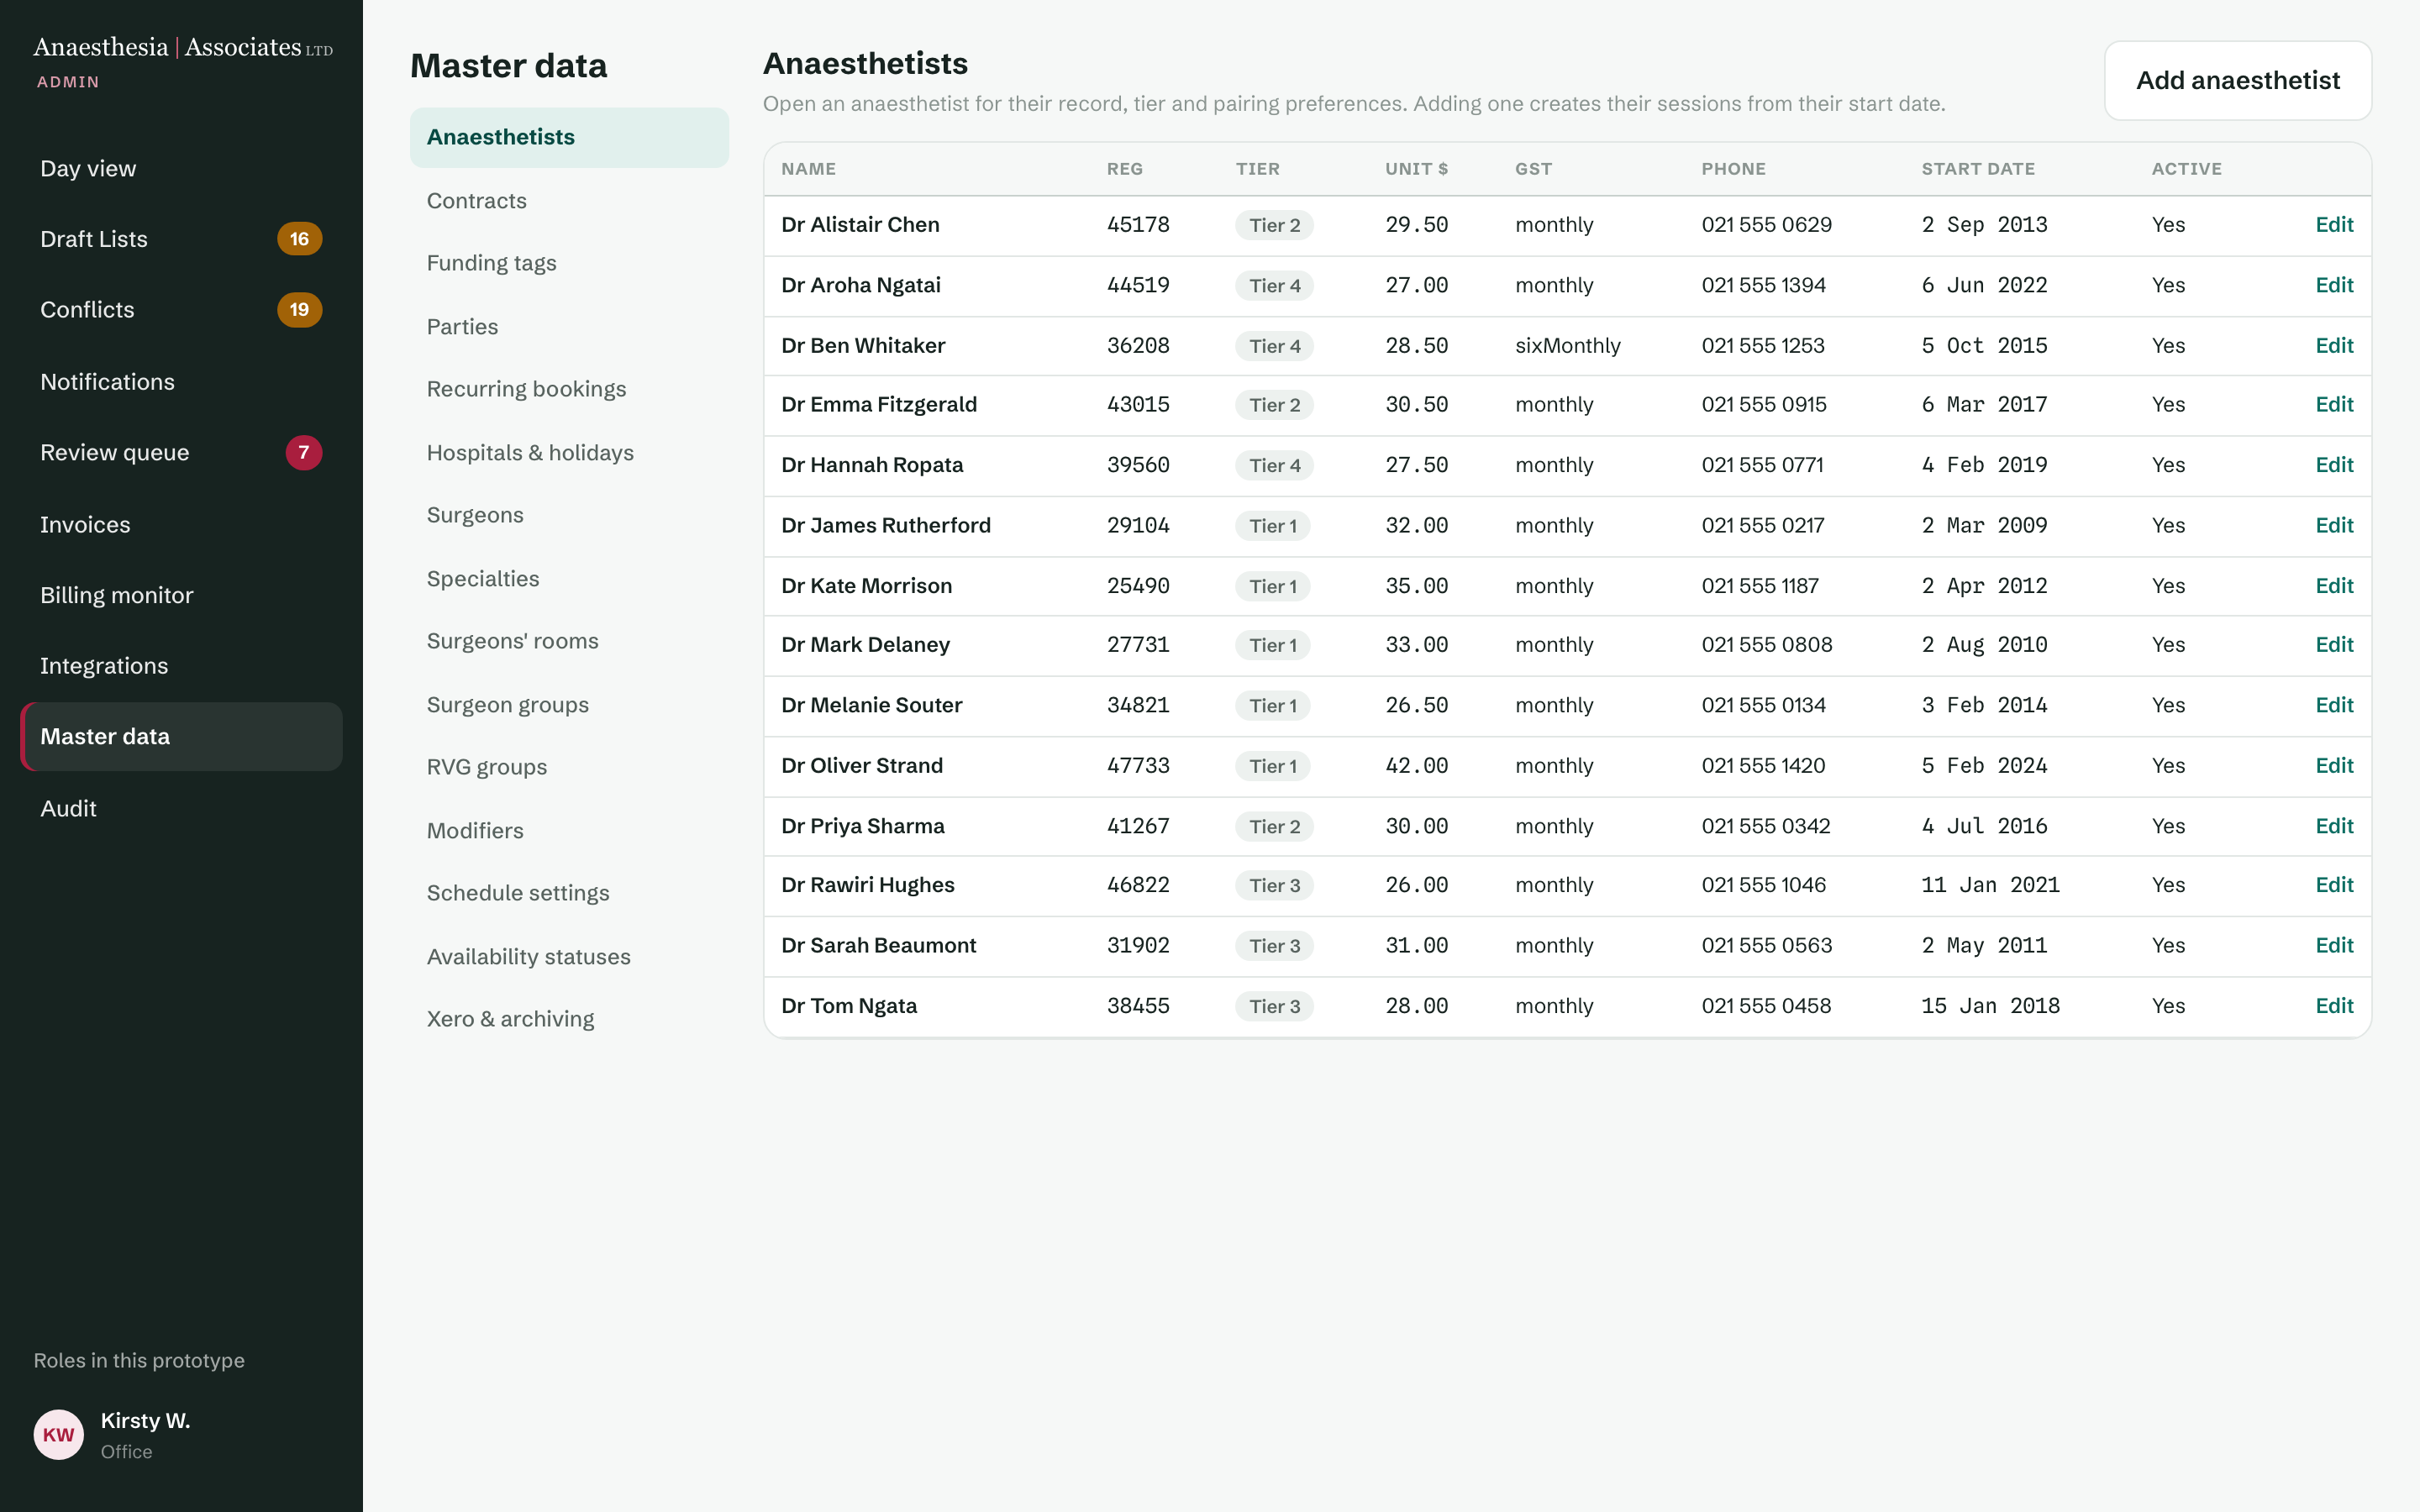 Anaesthesia | Associates LTD
ADMIN
Day view
Draft Lists 16
Conflicts 19
Notifications
Review queue 7
Invoices
Billing monitor
Integrations
Master data
Audit
Roles in this prototype
KW
Kirsty W.
Office
Master data
Anaesthetists
Contracts
Funding tags
Parties
Recurring bookings
Hospitals & holidays
Surgeons
Specialties
Surgeons' rooms
Surgeon groups
RVG groups
Modifiers
Schedule settings
Availability statuses
Xero & archiving
Anaesthetists
Open an anaesthetist for their record, tier and pairing preferences. Adding one creates their sessions from their start date.
Add anaesthetist
NAME REG TIER UNIT $ GST PHONE START DATE ACTIVE
Dr Alistair Chen 45178 Tier 2 29.50 monthly 021 555 0629 2 Sep 2013 Yes Edit
Dr Aroha Ngatai 44519 Tier 4 27.00 monthly 021 555 1394 6 Jun 2022 Yes Edit
Dr Ben Whitaker 36208 Tier 4 28.50 sixMonthly 021 555 1253 5 Oct 2015 Yes Edit
Dr Emma Fitzgerald 43015 Tier 2 30.50 monthly 021 555 0915 6 Mar 2017 Yes Edit
Dr Hannah Ropata 39560 Tier 4 27.50 monthly 021 555 0771 4 Feb 2019 Yes Edit
Dr James Rutherford 29104 Tier 1 32.00 monthly 021 555 0217 2 Mar 2009 Yes Edit
Dr Kate Morrison 25490 Tier 1 35.00 monthly 021 555 1187 2 Apr 2012 Yes Edit
Dr Mark Delaney 27731 Tier 1 33.00 monthly 021 555 0808 2 Aug 2010 Yes Edit
Dr Melanie Souter 34821 Tier 1 26.50 monthly 021 555 0134 3 Feb 2014 Yes Edit
Dr Oliver Strand 47733 Tier 1 42.00 monthly 021 555 1420 5 Feb 2024 Yes Edit
Dr Priya Sharma 41267 Tier 2 30.00 monthly 021 555 0342 4 Jul 2016 Yes Edit
Dr Rawiri Hughes 46822 Tier 3 26.00 monthly 021 555 1046 11 Jan 2021 Yes Edit
Dr Sarah Beaumont 31902 Tier 3 31.00 monthly 021 555 0563 2 May 2011 Yes Edit
Dr Tom Ngata 38455 Tier 3 28.00 monthly 021 555 0458 15 Jan 2018 Yes Edit